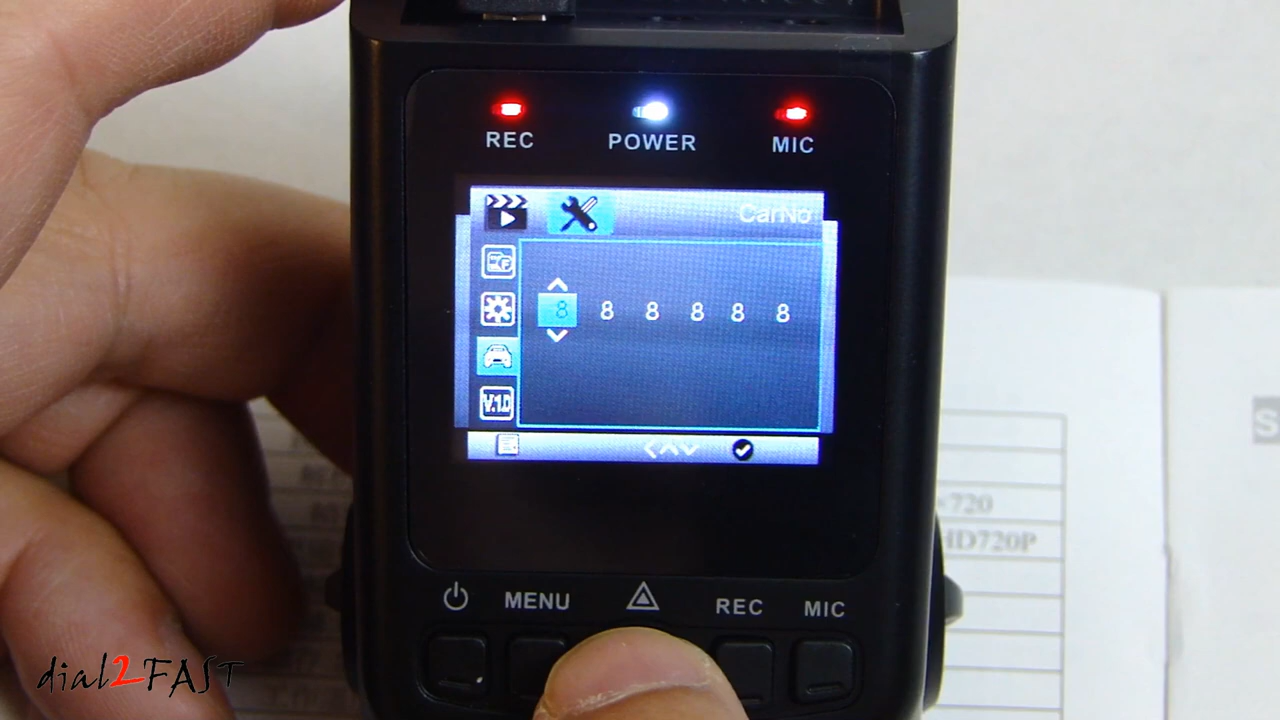 REC POWER MIC
CarNo
8 8 8 8 8 8
V.1.0
S
×720
HD720P
MENU REC MIC
dial2FAST